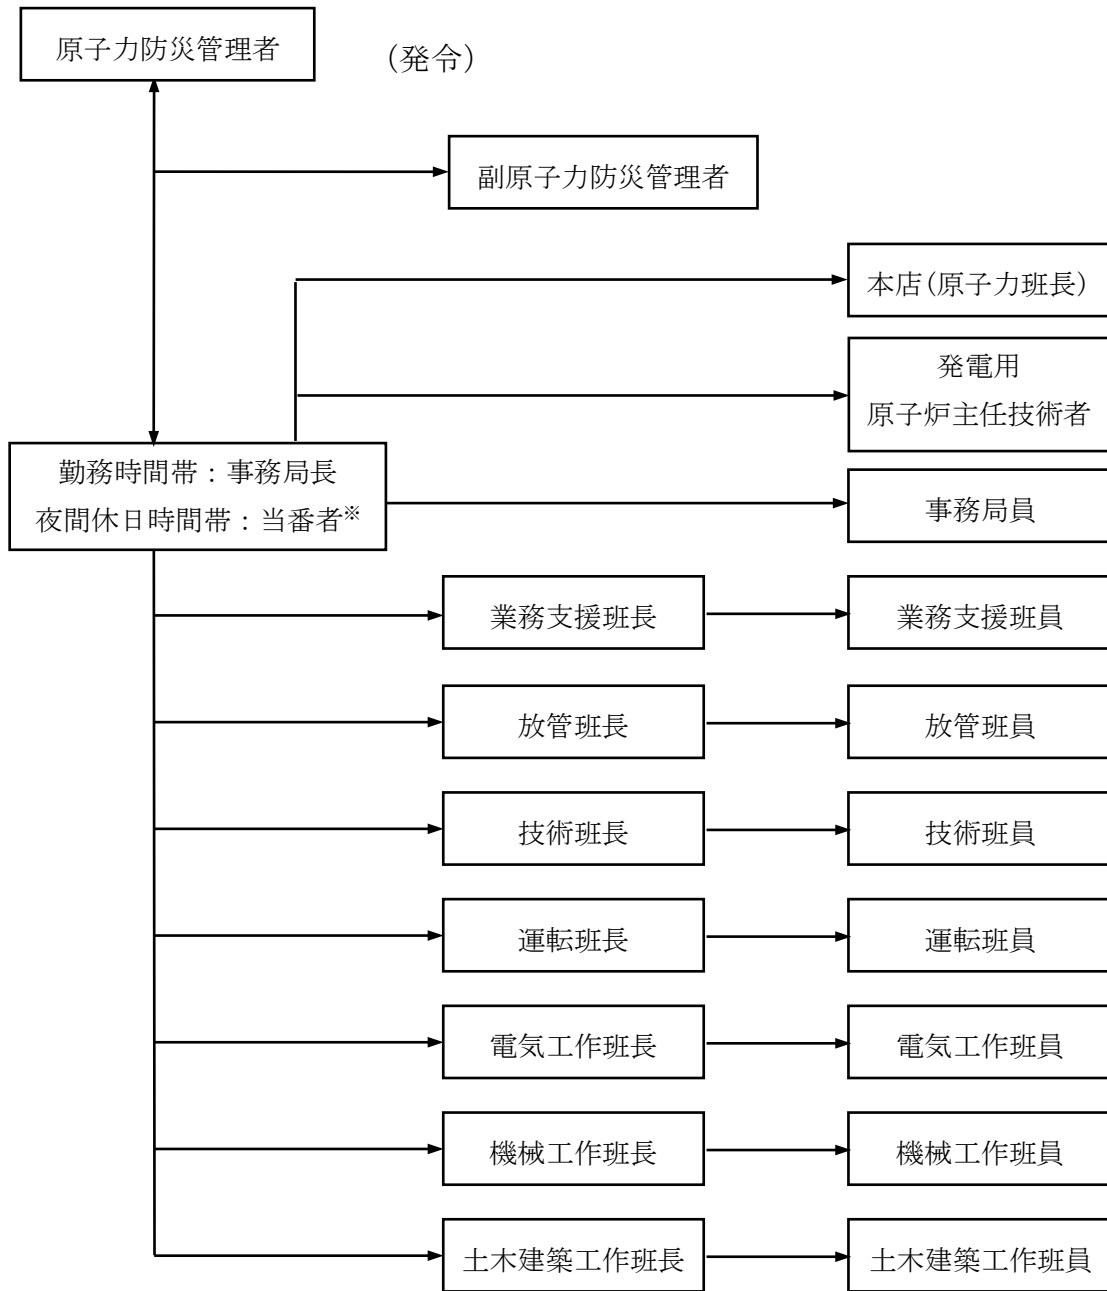 原子力防災管理者
(発令)
副原子力防災管理者
本店(原子力班長)
発電用
原子炉主任技術者
勤務時間帯：事務局長
夜間休日時間帯：当番者※
事務局員
業務支援班長
業務支援班員
放管班長
放管班員
技術班長
技術班員
運転班長
運転班員
電気工作班長
電気工作班員
機械工作班長
機械工作班員
土木建築工作班長
土木建築工作班員